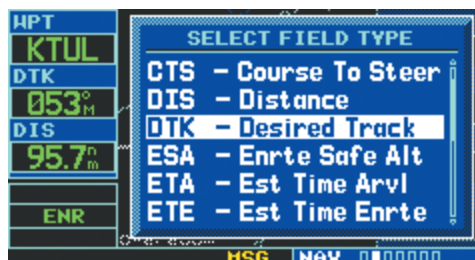 WPT
KTUL
DTK
053°M
DIS
95.7nm
ENR
SELECT FIELD TYPE
CTS – Course To Steer
DIS – Distance
DTK – Desired Track
ESA – Enrte Safe Alt
ETA – Est Time Arvl
ETE – Est Time Enrte
MSG
NAV